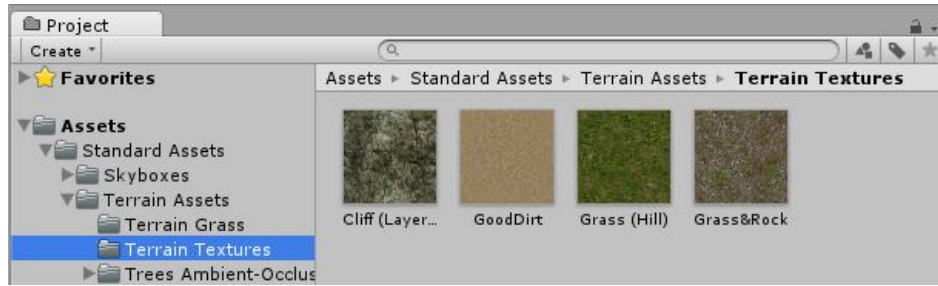 Project
Create
Favorites
Assets ▸ Standard Assets ▸ Terrain Assets ▸ Terrain Textures
Assets
Standard Assets
Skyboxes
Terrain Assets
Terrain Grass
Terrain Textures
Trees Ambient-Occlus
Cliff (Layer... GoodDirt Grass (Hill) Grass&Rock